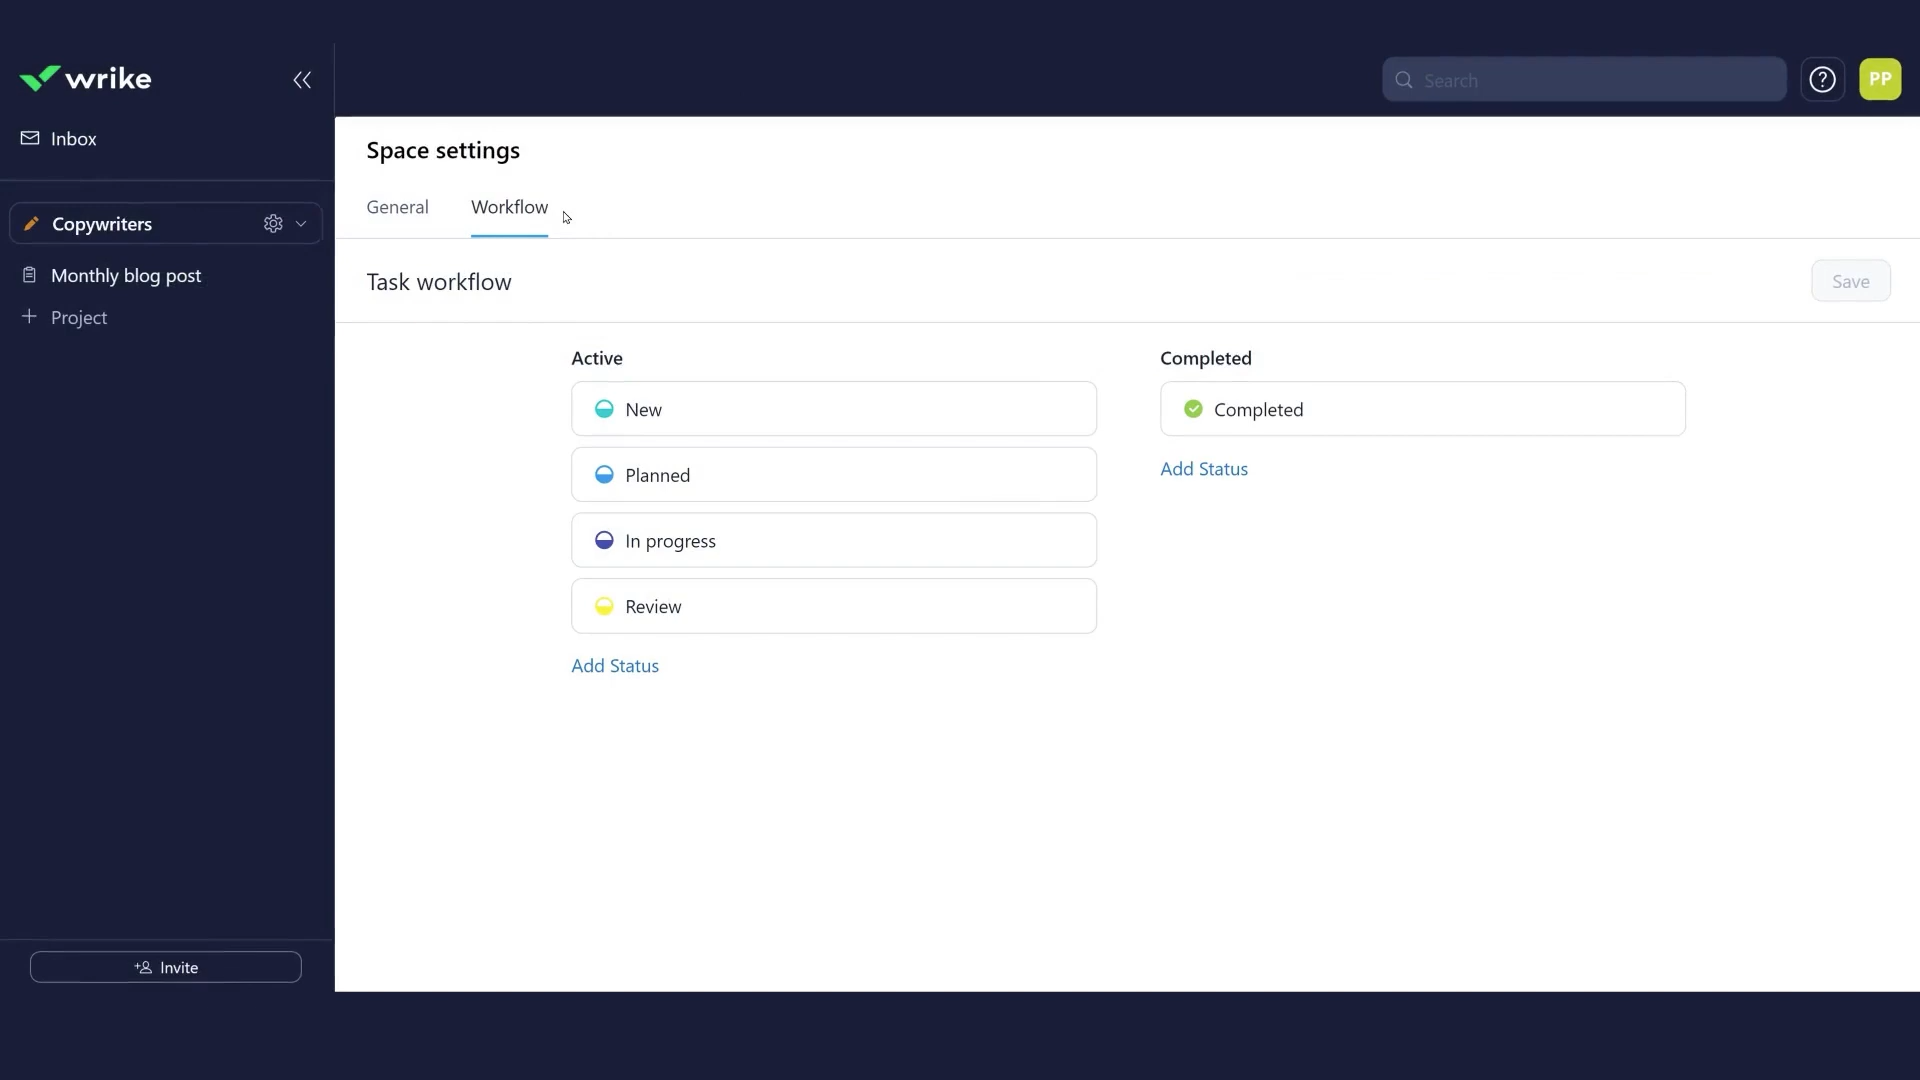 wrike
Search
PP
Inbox
Copywriters
Monthly blog post
Project
Invite
Space settings
General
Workflow
Task workflow
Save
Active
New
Planned
In progress
Review
Add Status
Completed
Completed
Add Status